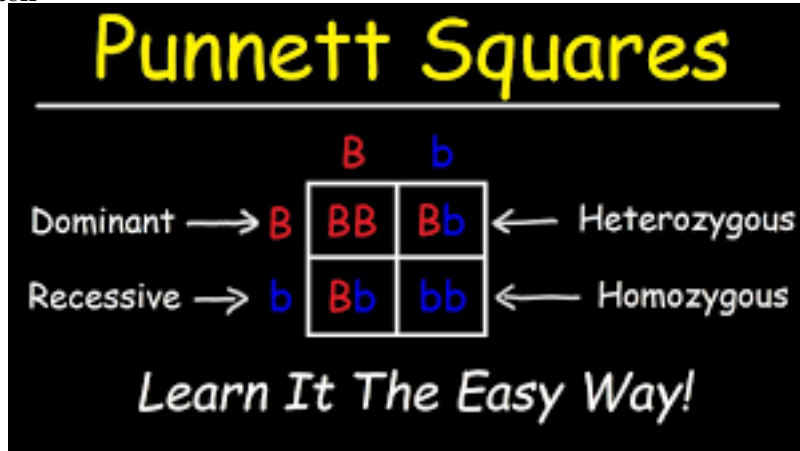 Punnett Squares
B b
Dominant B BB Bb Heterozygous
Recessive b Bb bb Homozygous
Learn It The Easy Way!